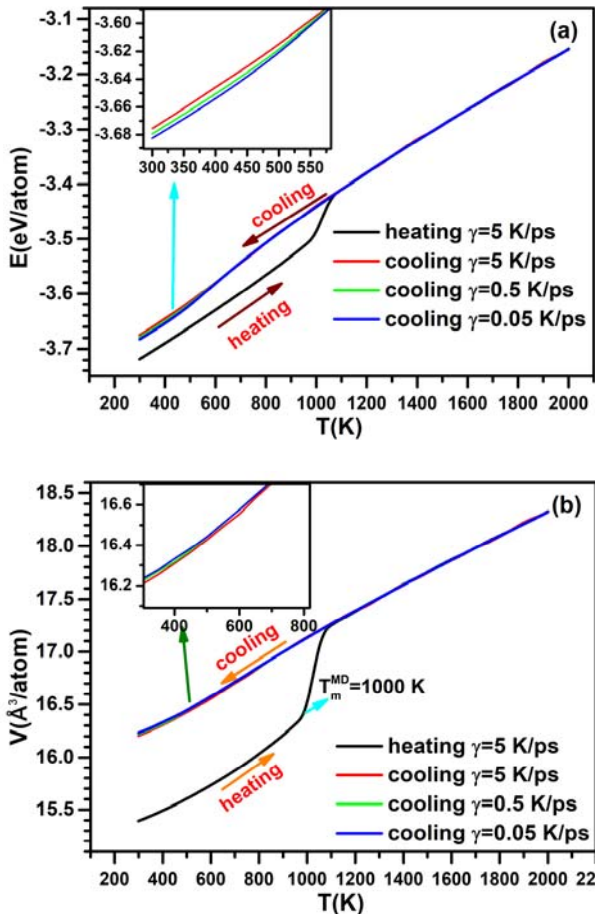 (a)
-3.1
-3.2
-3.3
-3.4
-3.5
-3.6
-3.7
E(eV/atom)
-3.60
-3.62
-3.64
-3.66
-3.68
300 350 400 450 500 550
cooling
heating
heating γ=5 K/ps
cooling γ=5 K/ps
cooling γ=0.5 K/ps
cooling γ=0.05 K/ps
200 400 600 800 1000 1200 1400 1600 1800 2000
T(K)
(b)
18.5
18.0
17.5
17.0
16.5
16.0
15.5
V(Å³/atom)
16.6
16.4
16.2
400 600 800
cooling
heating
T_m^MD=1000 K
heating γ=5 K/ps
cooling γ=5 K/ps
cooling γ=0.5 K/ps
cooling γ=0.05 K/ps
200 400 600 800 1000 1200 1400 1600 1800 2000 220
T(K)